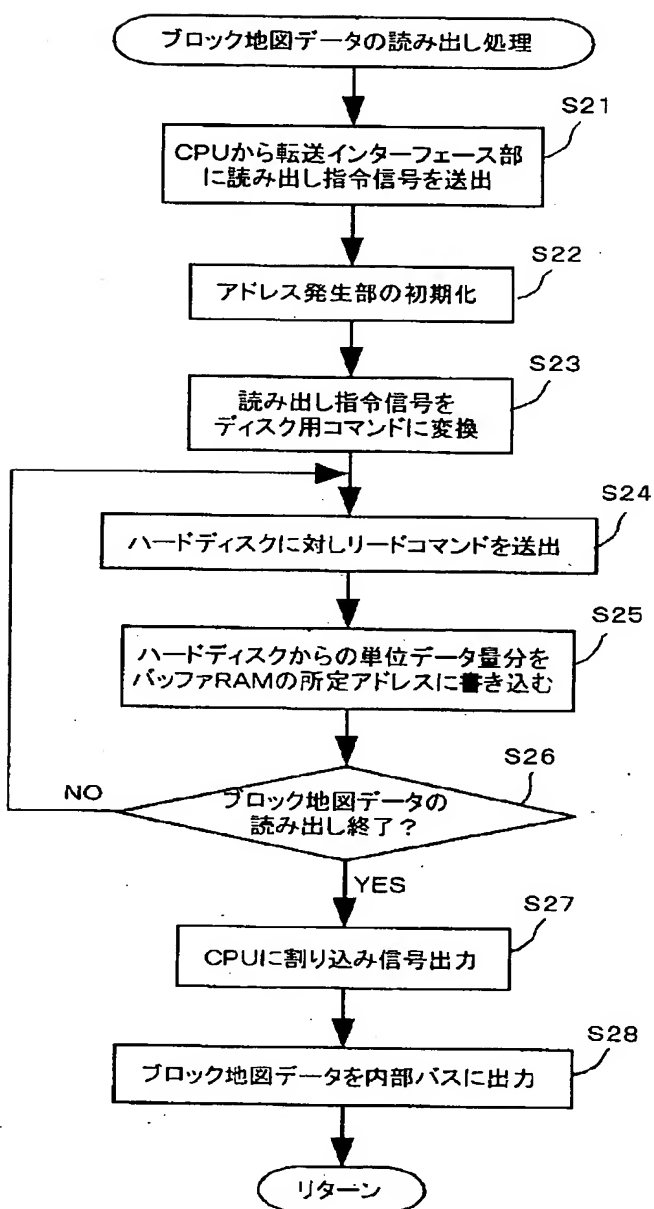 ブロック地図データの読み出し処理
S21
CPUから転送インターフェース部
に読み出し指令信号を送出
S22
アドレス発生部の初期化
S23
読み出し指令信号を
ディスク用コマンドに変換
S24
ハードディスクに対しリードコマンドを送出
S25
ハードディスクからの単位データ量分を
バッファRAMの所定アドレスに書き込む
S26
NO
ブロック地図データの
読み出し終了？
YES
S27
CPUに割り込み信号出力
S28
ブロック地図データを内部バスに出力
リターン